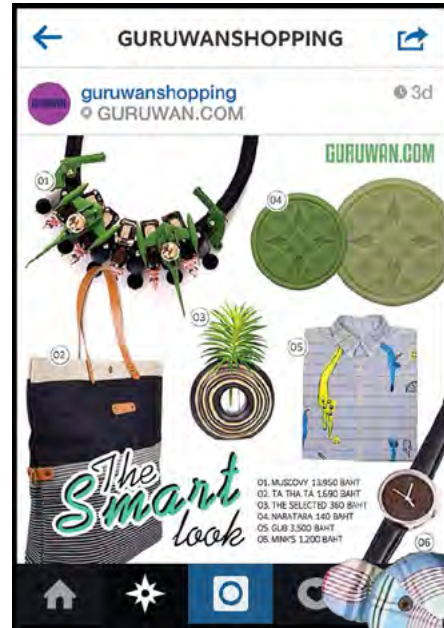 GURUWANSHOPPING
guruwanshopping
GURUWAN.COM
3d
GURUWAN
GURUWAN.COM
01
04
03
02
05
The
Smart
look
01. MUSCOVY 13,950 BAHT
02. TA THA TA 1,690 BAHT
03. THE SELECTED 360 BAHT
04. NARATARA 140 BAHT
05. GUB 3,500 BAHT
06. MINKS 1,200 BAHT
06